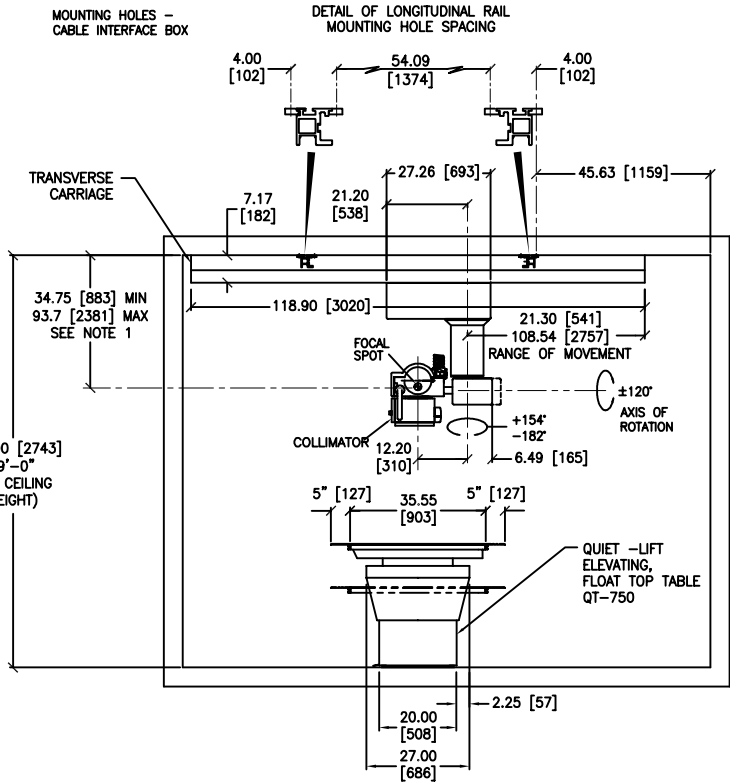 MOUNTING HOLES –
CABLE INTERFACE BOX
DETAIL OF LONGITUDINAL RAIL
MOUNTING HOLE SPACING
4.00
[102]
54.09
[1374]
4.00
[102]
TRANSVERSE
CARRIAGE
7.17
[182]
21.20
[538]
27.26 [693]
45.63 [1159]
34.75 [883] MIN
93.7 [2381] MAX
SEE NOTE 1
118.90 [3020]
21.30 [541]
108.54 [2757]
RANGE OF MOVEMENT
FOCAL
SPOT
±120°
AXIS OF
ROTATION
COLLIMATOR
+154°
-182°
12.20
[310]
6.49 [165]
0 [2743]
9'-0"
CEILING
EIGHT)
5" [127]
35.55
[903]
5" [127]
QUIET -LIFT
ELEVATING,
FLOAT TOP TABLE
QT-750
2.25 [57]
20.00
[508]
27.00
[686]